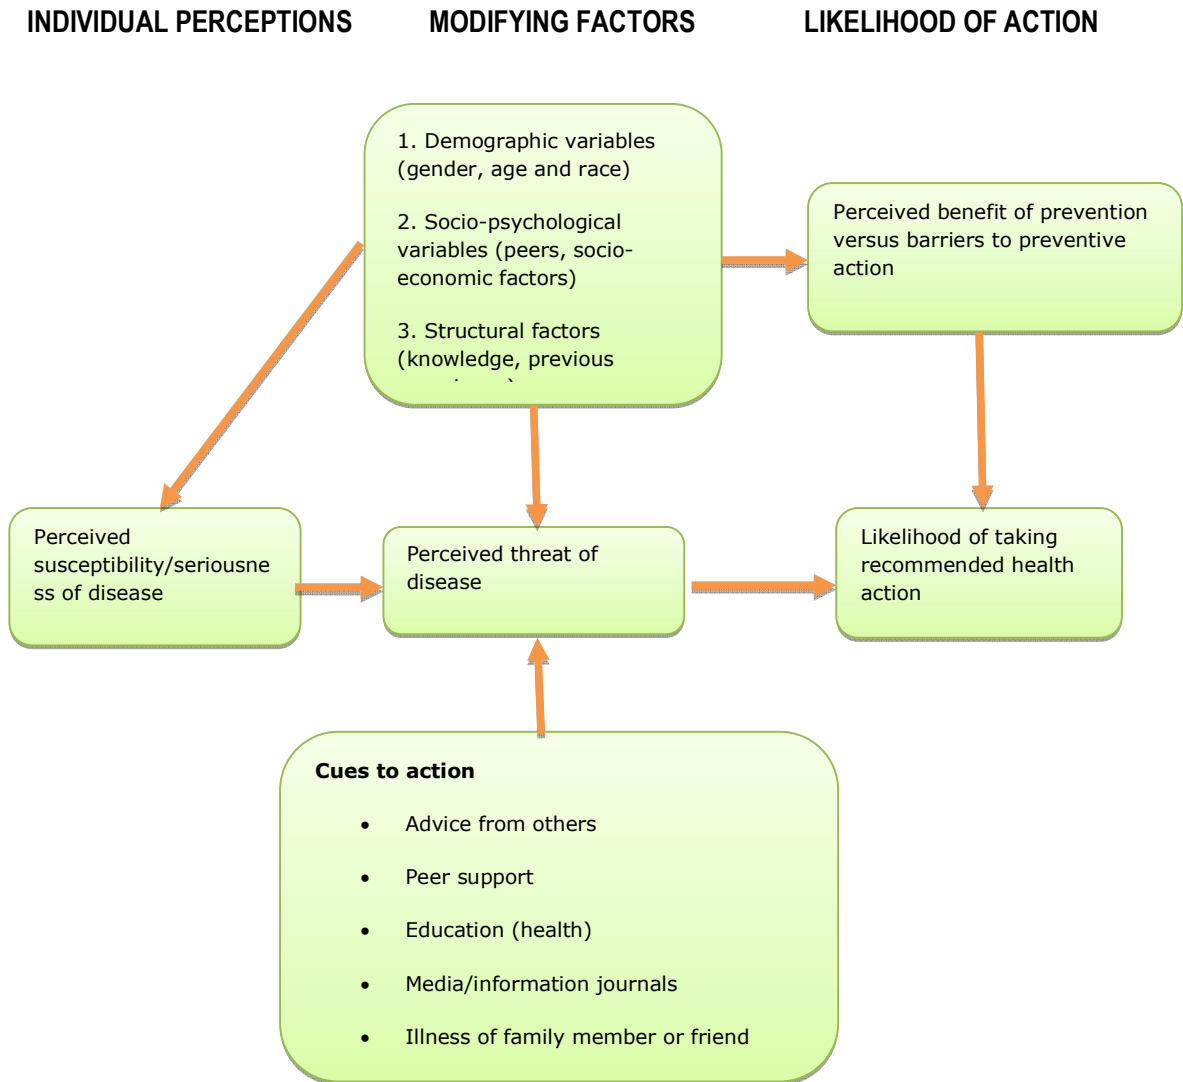 INDIVIDUAL PERCEPTIONS
MODIFYING FACTORS
LIKELIHOOD OF ACTION
1. Demographic variables
(gender, age and race)
2. Socio-psychological
variables (peers, socio-
economic factors)
3. Structural factors
(knowledge, previous
Perceived benefit of prevention
versus barriers to preventive
action
Perceived
susceptibility/seriousne
ss of disease
Perceived threat of
disease
Likelihood of taking
recommended health
action
Cues to action
• Advice from others
• Peer support
• Education (health)
• Media/information journals
• Illness of family member or friend